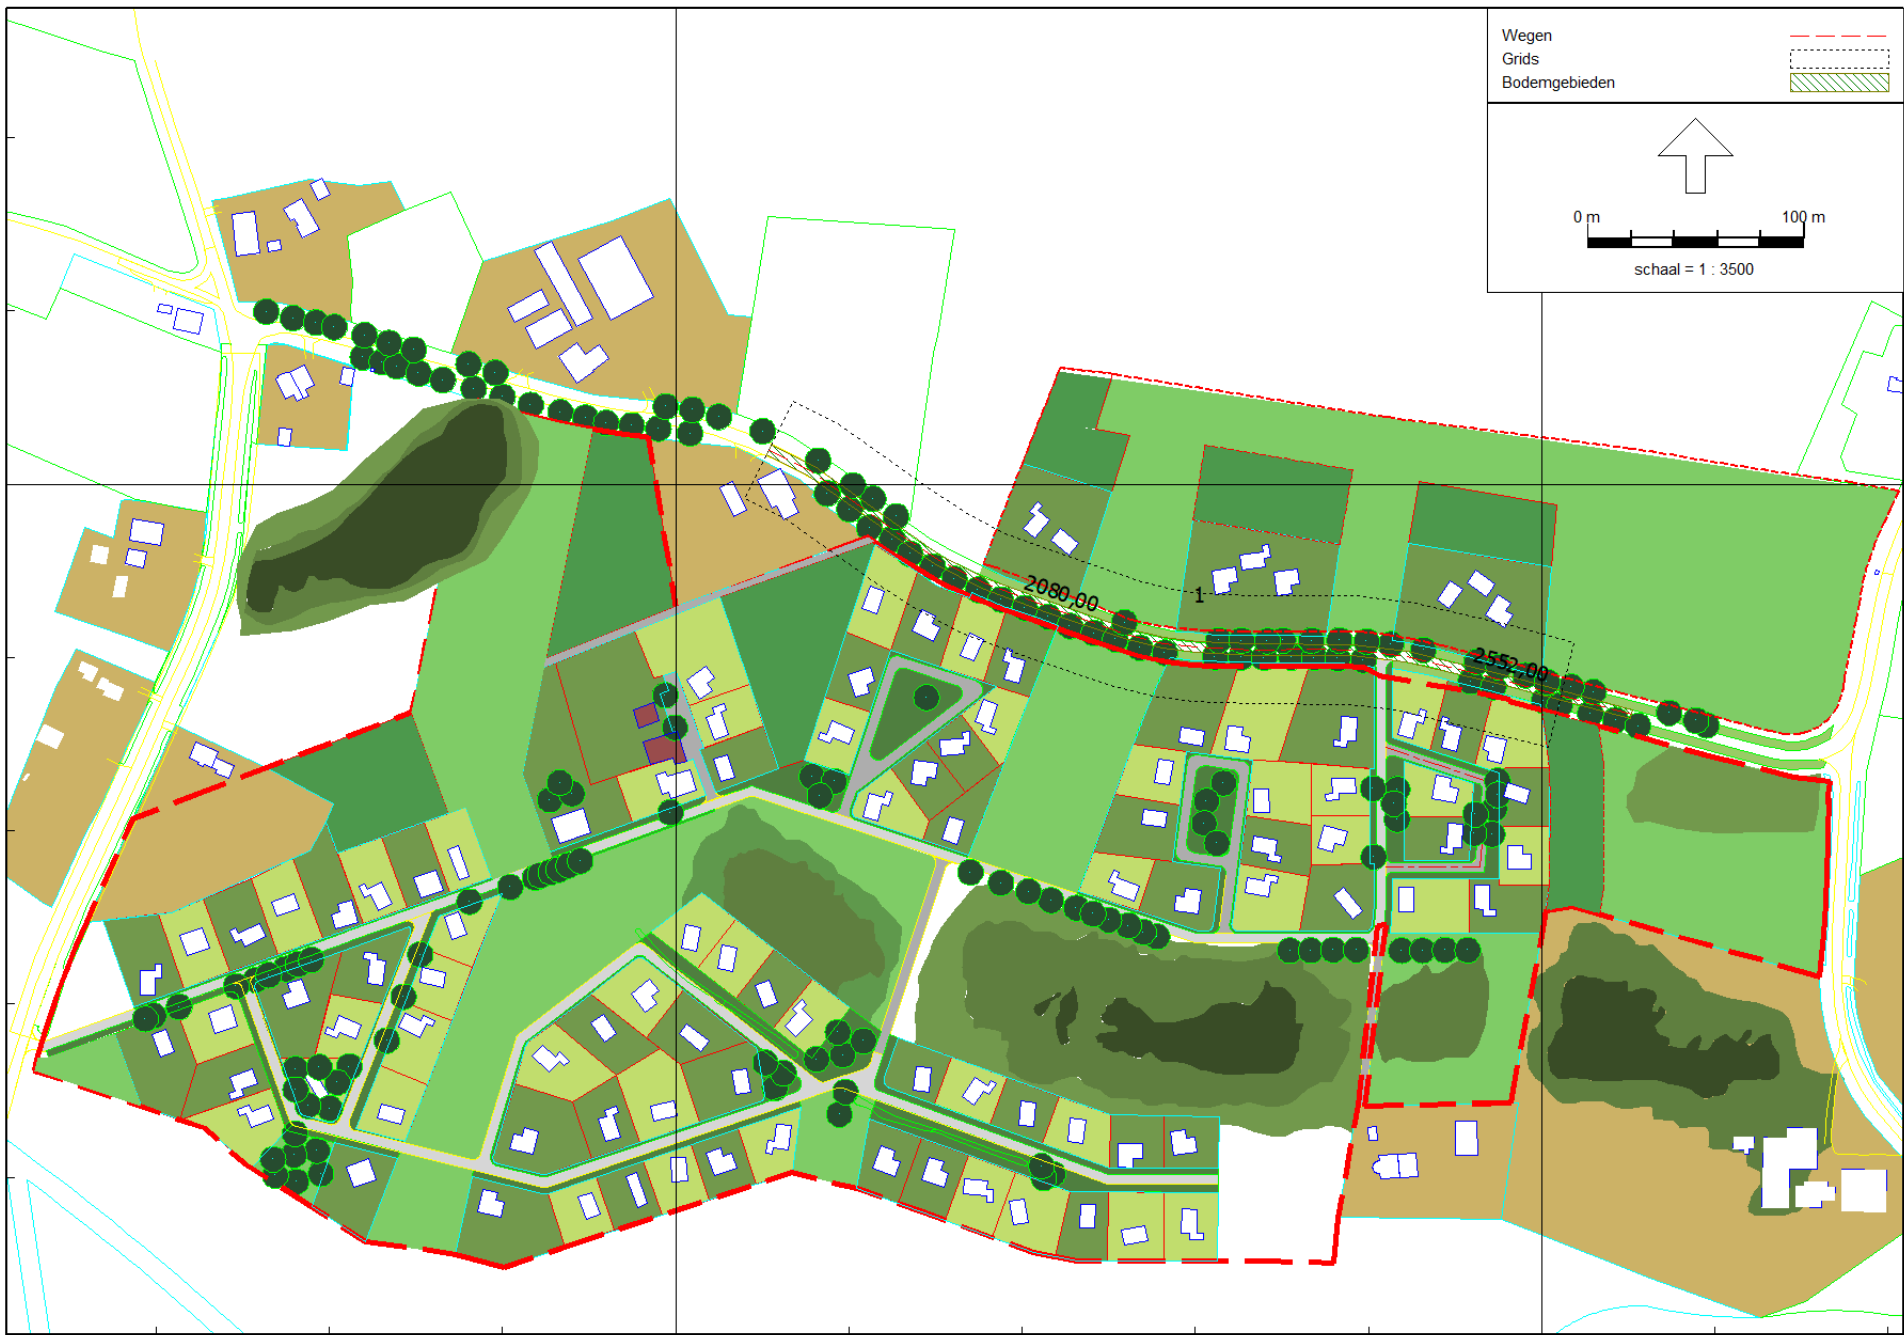 Wegen
Grids
Bodemgebieden
0 m 100 m
schaal = 1 : 3500
2080,00
1
2552,00